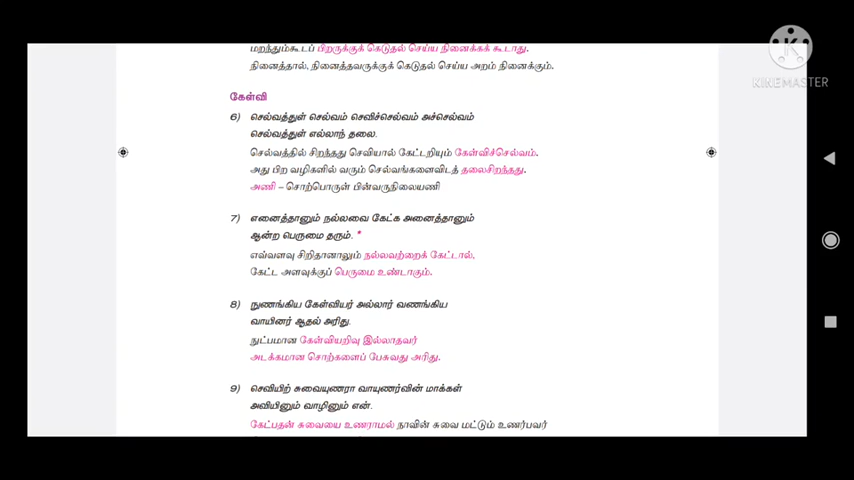 மறந்தும்கூடப் பிறருக்குக் கெடுதல் செய்ய நினைக்கக் கூடாது.
நினைத்தால், நினைத்தவருக்குக் கெடுதல் செய்ய அறம் நினைக்கும்.
கேள்வி
6) செல்வத்துள் செல்வம் செவிச்செல்வம் அச்செல்வம்
செல்வத்துள் எல்லாந் தலை.
செல்வத்தில் சிறந்தது செவியால் கேட்டறியும் கேள்விச்செல்வம்.
அது பிற வழிகளில் வரும் செல்வங்களைவிடத் தலைசிறந்தது.
அணி – சொற்பொருள் பின்வருநிலையணி
7) எனைத்தானும் நல்லவை கேட்க அனைத்தானும்
ஆன்ற பெருமை தரும். *
எவ்வளவு சிறிதானாலும் நல்லவற்றைக் கேட்டால்,
கேட்ட அளவுக்குப் பெருமை உண்டாகும்.
8) நுணங்கிய கேள்வியர் அல்லார் வணங்கிய
வாயினர் ஆதல் அரிது.
நுட்பமான கேள்வியறிவு இல்லாதவர்
அடக்கமான சொற்களைப் பேசுவது அரிது.
9) செவியிற் சுவையுணரா வாயுணர்வின் மாக்கள்
அவியினும் வாழினும் என்.
கேட்பதன் சுவையை உணராமல் நாவின் சுவை மட்டும் உணர்பவர்
KINEMASTER